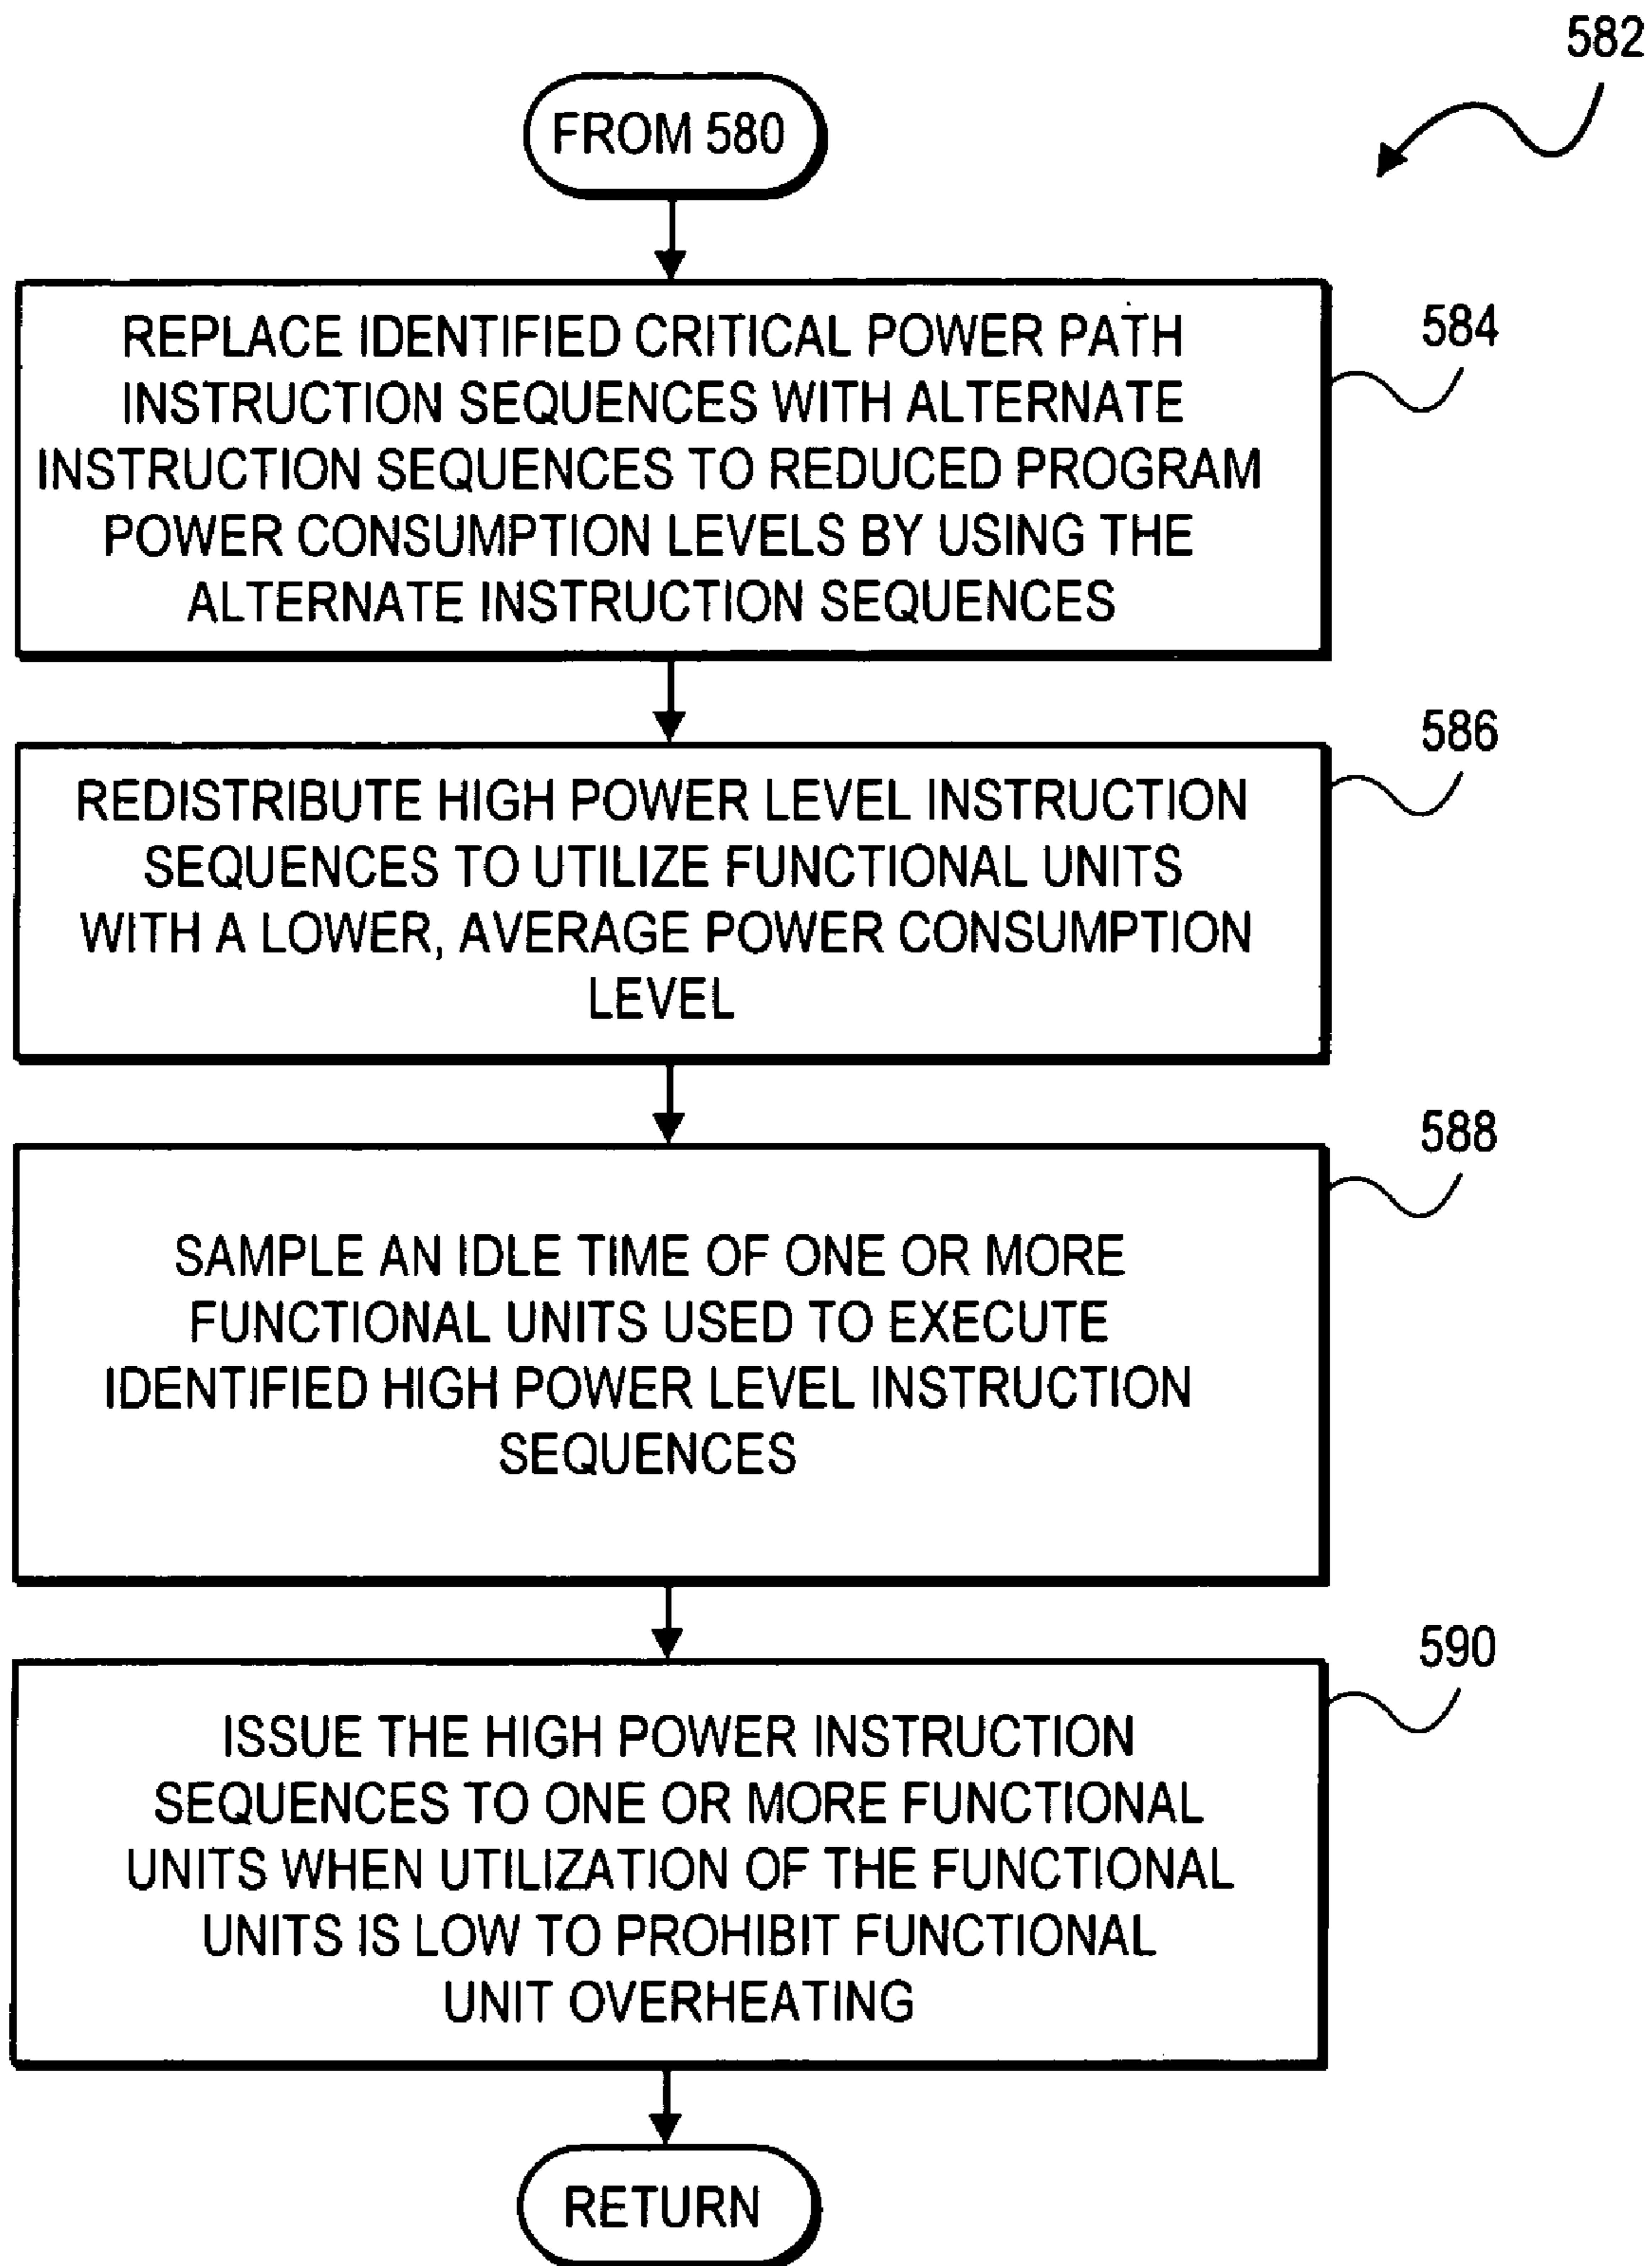 582
FROM 580
REPLACE IDENTIFIED CRITICAL POWER PATH
INSTRUCTION SEQUENCES WITH ALTERNATE
INSTRUCTION SEQUENCES TO REDUCED PROGRAM
POWER CONSUMPTION LEVELS BY USING THE
ALTERNATE INSTRUCTION SEQUENCES
584
REDISTRIBUTE HIGH POWER LEVEL INSTRUCTION
SEQUENCES TO UTILIZE FUNCTIONAL UNITS
WITH A LOWER, AVERAGE POWER CONSUMPTION
LEVEL
586
SAMPLE AN IDLE TIME OF ONE OR MORE
FUNCTIONAL UNITS USED TO EXECUTE
IDENTIFIED HIGH POWER LEVEL INSTRUCTION
SEQUENCES
588
ISSUE THE HIGH POWER INSTRUCTION
SEQUENCES TO ONE OR MORE FUNCTIONAL
UNITS WHEN UTILIZATION OF THE FUNCTIONAL
UNITS IS LOW TO PROHIBIT FUNCTIONAL
UNIT OVERHEATING
590
RETURN